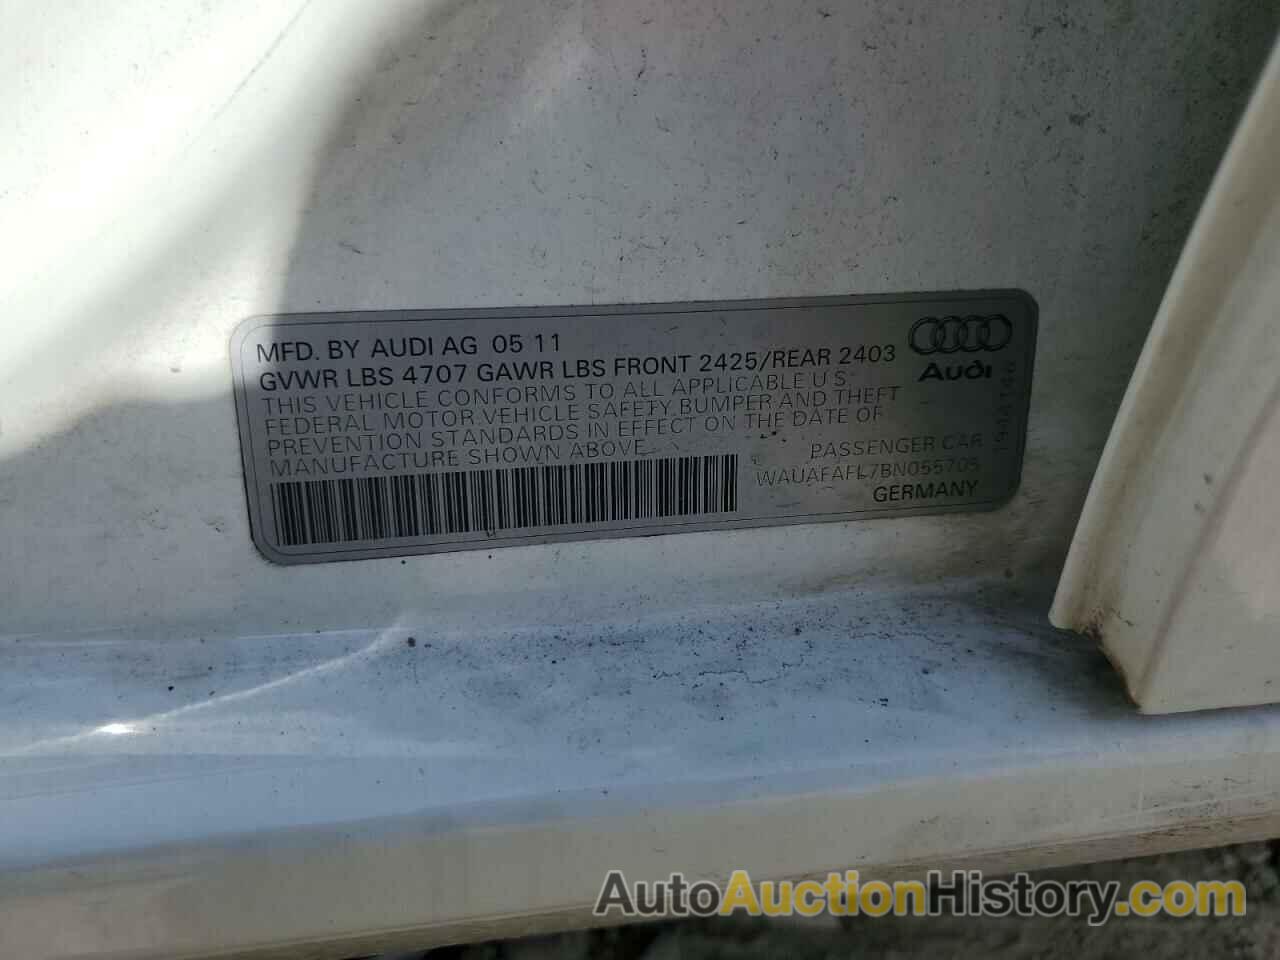 MFD. BY AUDI AG 05 11
GVWR LBS 4707 GAWR LBS FRONT 2425/REAR 2403
THIS VEHICLE CONFORMS TO ALL APPLICABLE U S
FEDERAL MOTOR VEHICLE SAFETY, BUMPER AND THEFT
PREVENTION STANDARDS IN EFFECT ON THE DATE OF
MANUFACTURE SHOWN ABOVE
PASSENGER CAR
WAUAFAFL7BN055705
GERMANY
Audi
AutoAuctionHistory.com